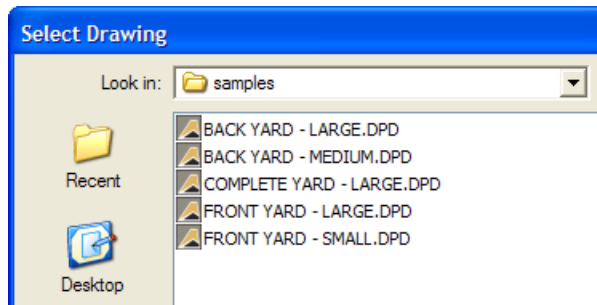 Select Drawing
Look in: samples
BACK YARD - LARGE.DPD
BACK YARD - MEDIUM.DPD
COMPLETE YARD - LARGE.DPD
FRONT YARD - LARGE.DPD
FRONT YARD - SMALL.DPD
Recent
Desktop